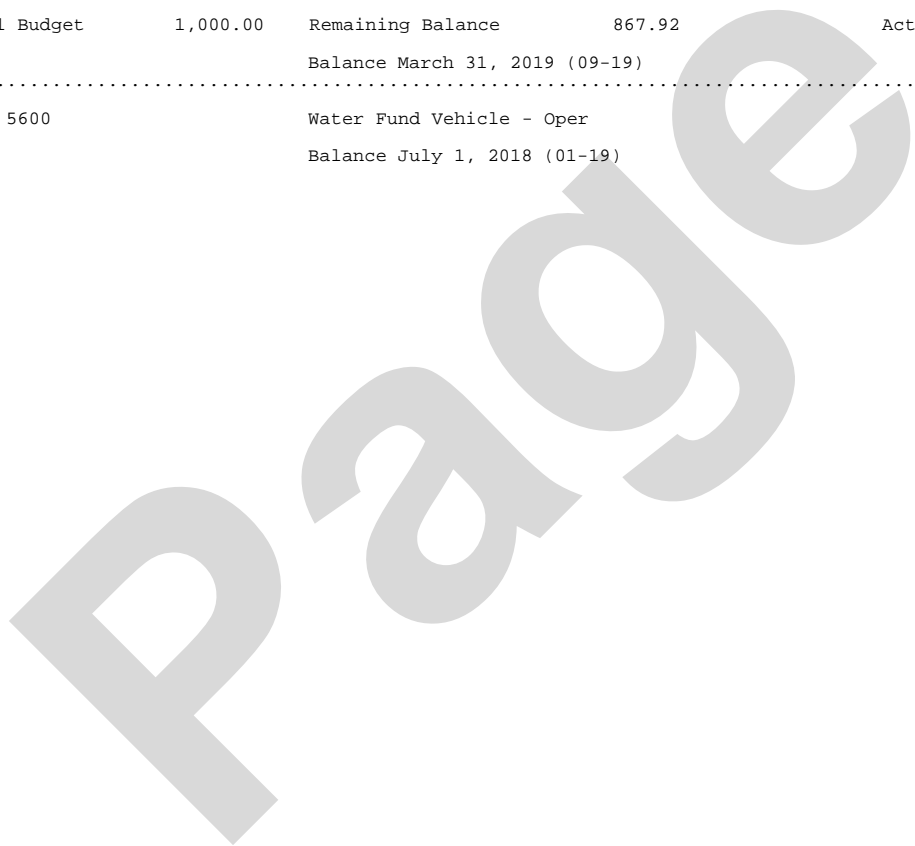 l Budget 1,000.00 Remaining Balance 867.92 Act
Balance March 31, 2019 (09-19)
5600 Water Fund Vehicle - Oper
Balance July 1, 2018 (01-19)
Page